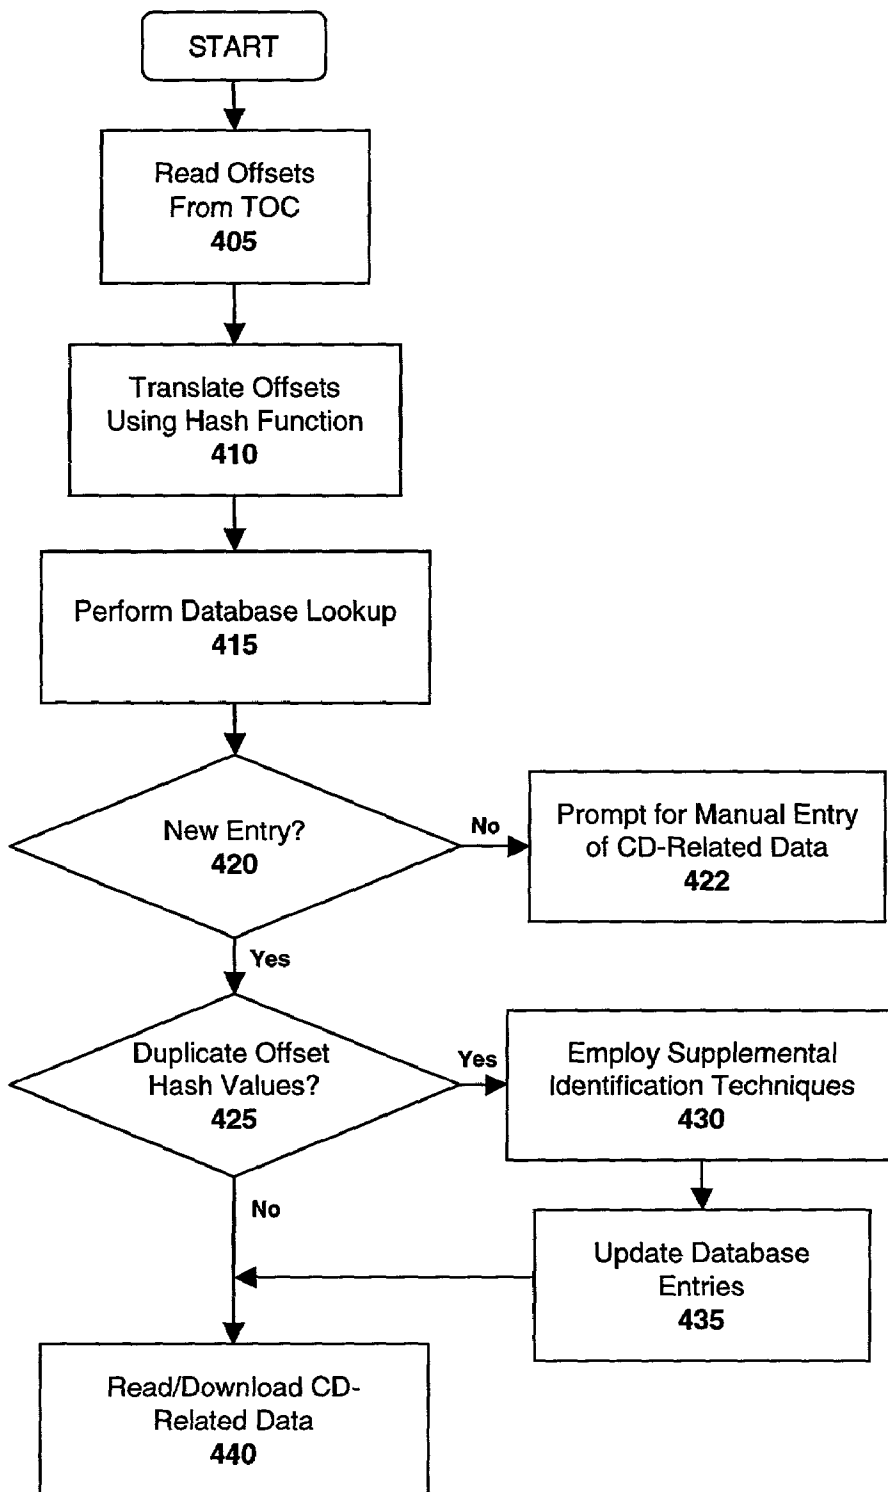 START
Read Offsets
From TOC
405
Translate Offsets
Using Hash Function
410
Perform Database Lookup
415
New Entry?
420
No
Prompt for Manual Entry
of CD-Related Data
422
Yes
Duplicate Offset
Hash Values?
425
Yes
Employ Supplemental
Identification Techniques
430
No
Update Database
Entries
435
Read/Download CD-
Related Data
440